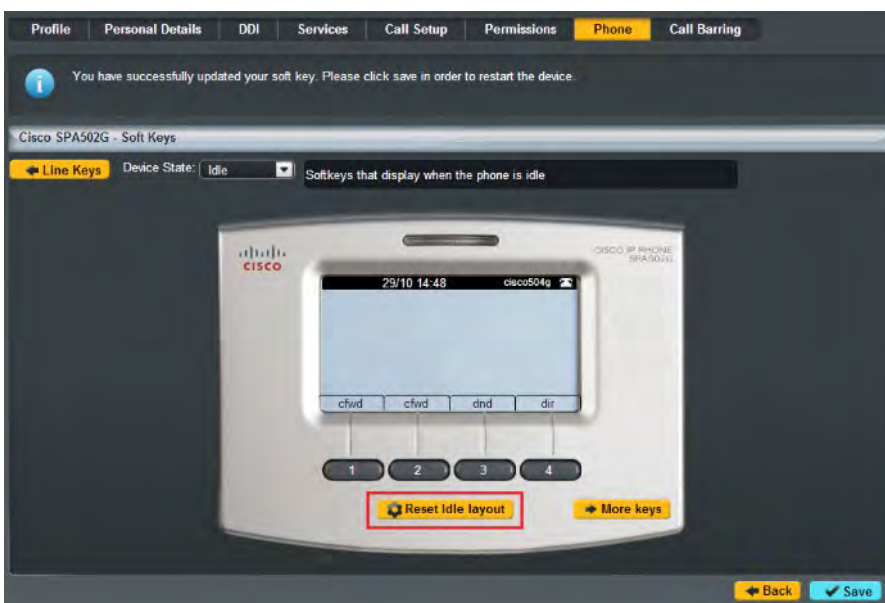 Profile Personal Details DDI Services Call Setup Permissions Phone Call Barring
You have successfully updated your soft key. Please click save in order to restart the device.
Cisco SPA502G - Soft Keys
Line Keys Device State: Idle Softkeys that display when the phone is idle
CISCO
CISCO IP PHONE
SPA502G
29/10 14:48 cisco504g
cfwd cfwd dnd dir
1 2 3 4
Reset Idle layout More keys
Back Save